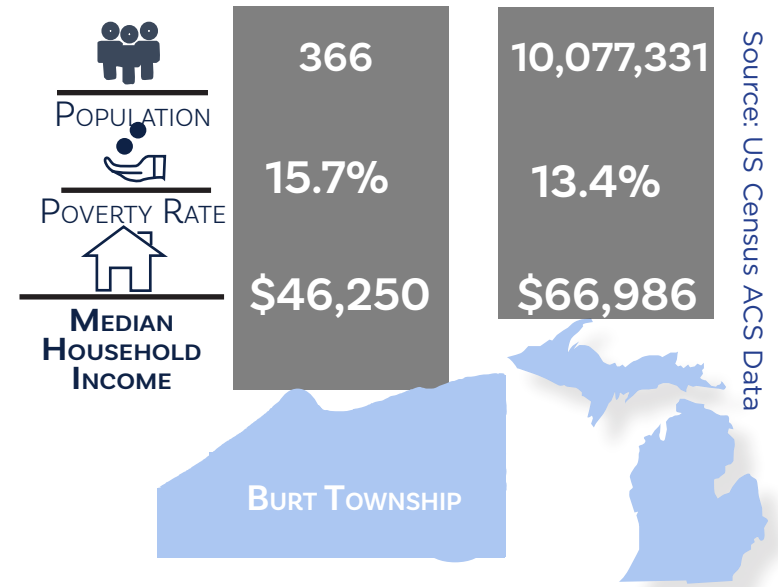 366
10,077,331
Population
15.7%
13.4%
Poverty Rate
$46,250
$66,986
Median
Household
Income
Burt Township
Source: US Census ACS Data